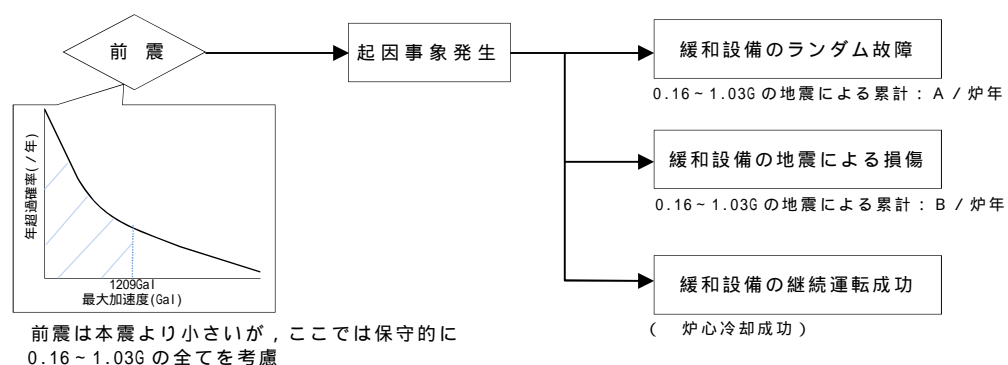 前震
起因事象発生
緩和設備のランダム故障
0.16~1.03Gの地震による累計:A/炉年
緩和設備の地震による損傷
0.16~1.03Gの地震による累計:B/炉年
緩和設備の継続運転成功
( 炉心冷却成功)
年超過確率(/年)
1209Gal
最大加速度(Gal)
前震は本震より小さいが,ここでは保守的に
0.16~1.03Gの全てを考慮